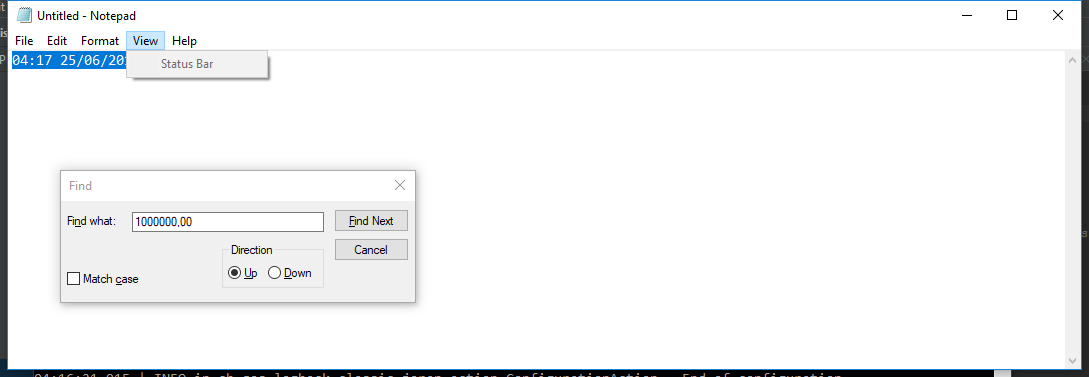 Untitled - Notepad
File Edit Format View Help
04:17 25/06/20
Status Bar
Find
Find what: 1000000,00 Find Next
Direction Cancel
Up Down
Match case